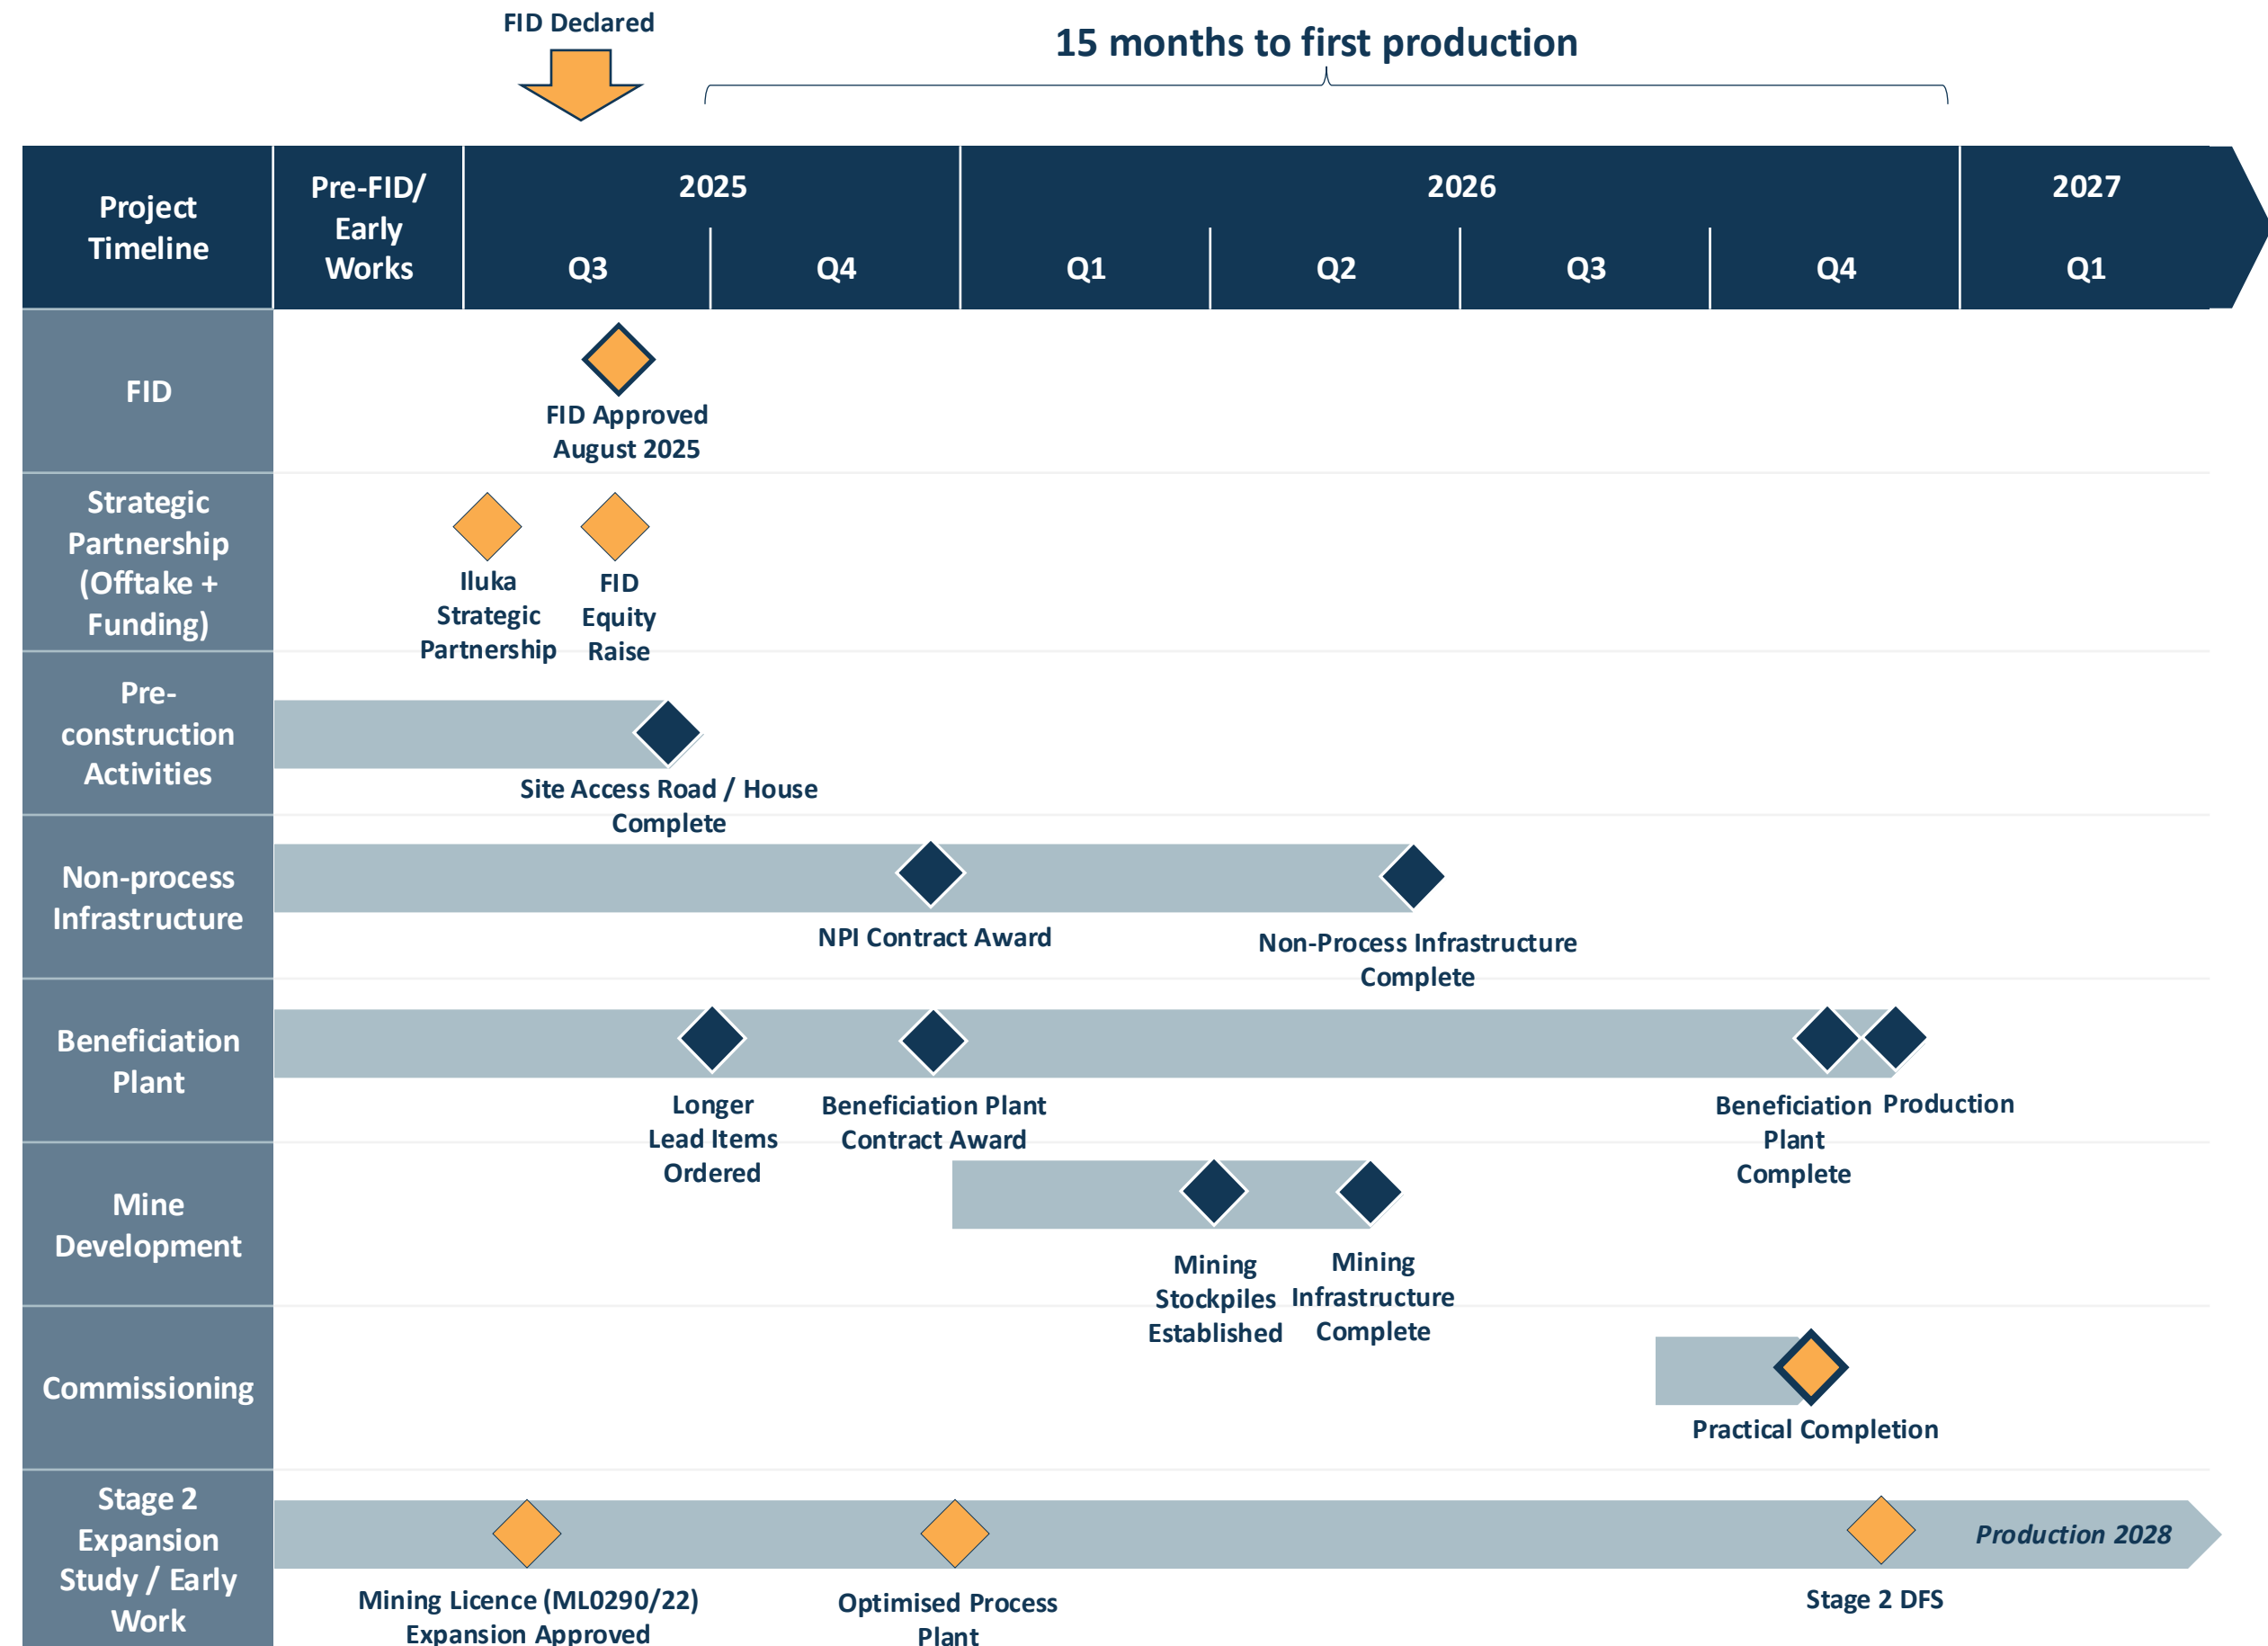 FID Declared
15 months to first production
Project
Timeline
Pre-FID/
Early
Works
2025
2026
2027
Q3
Q4
Q1
Q2
Q3
Q4
Q1
FID
FID Approved
August 2025
Strategic
Partnership
(Offtake +
Funding)
Iluka
Strategic
Partnership
FID
Equity
Raise
Pre-
construction
Activities
Site Access Road / House
Complete
Non-process
Infrastructure
NPI Contract Award
Non-Process Infrastructure
Complete
Beneficiation
Plant
Longer
Lead Items
Ordered
Beneficiation Plant
Contract Award
Beneficiation
Plant
Complete
Production
Mine
Development
Mining
Stockpiles
Established
Mining
Infrastructure
Complete
Commissioning
Practical Completion
Stage 2
Expansion
Study / Early
Work
Mining Licence (ML0290/22)
Expansion Approved
Optimised Process
Plant
Stage 2 DFS
Production 2028